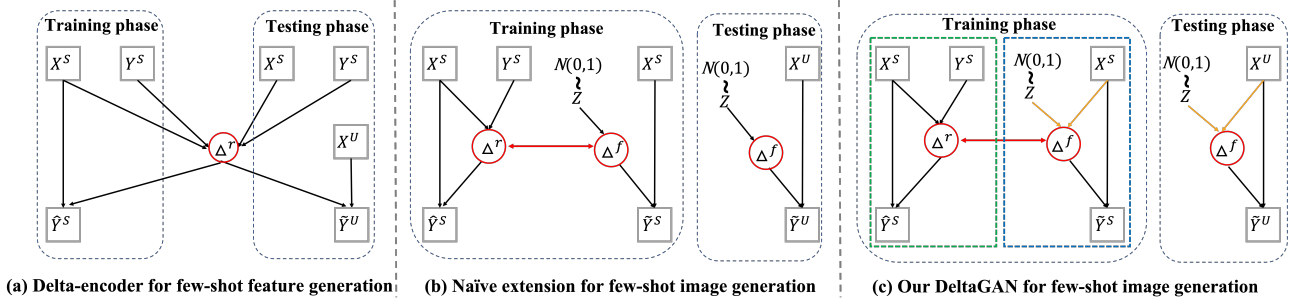 Training phase
Testing phase
X^S
Y^S
X^S
Y^S
Δ^r
X^U
Ŷ^S
Ỹ^U
(a) Delta-encoder for few-shot feature generation
Training phase
Testing phase
X^S
Y^S
N(0,1)
Z
X^S
N(0,1)
Z
X^U
Δ^r
Δ^f
Δ^f
Ŷ^S
Ỹ^S
Ỹ^U
(b) Naïve extension for few-shot image generation
Training phase
Testing phase
X^S
Y^S
N(0,1)
Z
X^S
N(0,1)
Z
X^U
Δ^r
Δ^f
Δ^f
Ŷ^S
Ỹ^S
Ỹ^U
(c) Our DeltaGAN for few-shot image generation